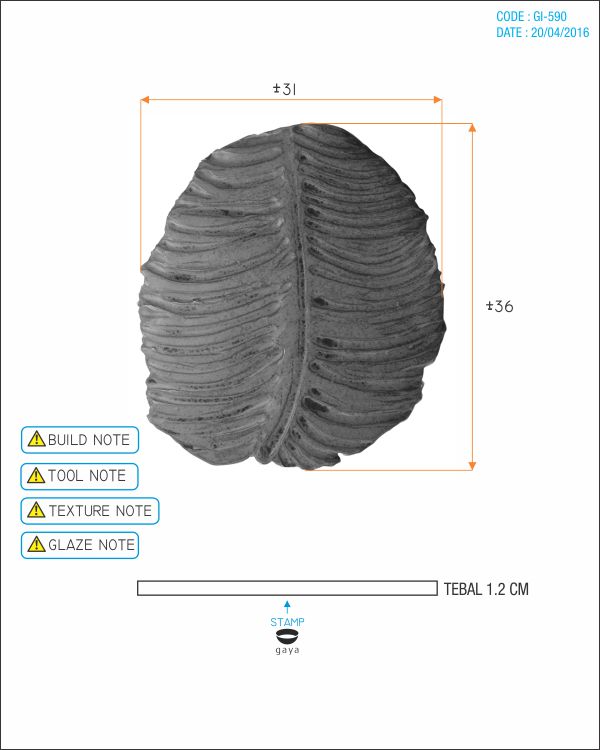 CODE : GI-590
DATE : 20/04/2016
±31
±36
BUILD NOTE
TOOL NOTE
TEXTURE NOTE
GLAZE NOTE
TEBAL 1.2 CM
STAMP
gaya